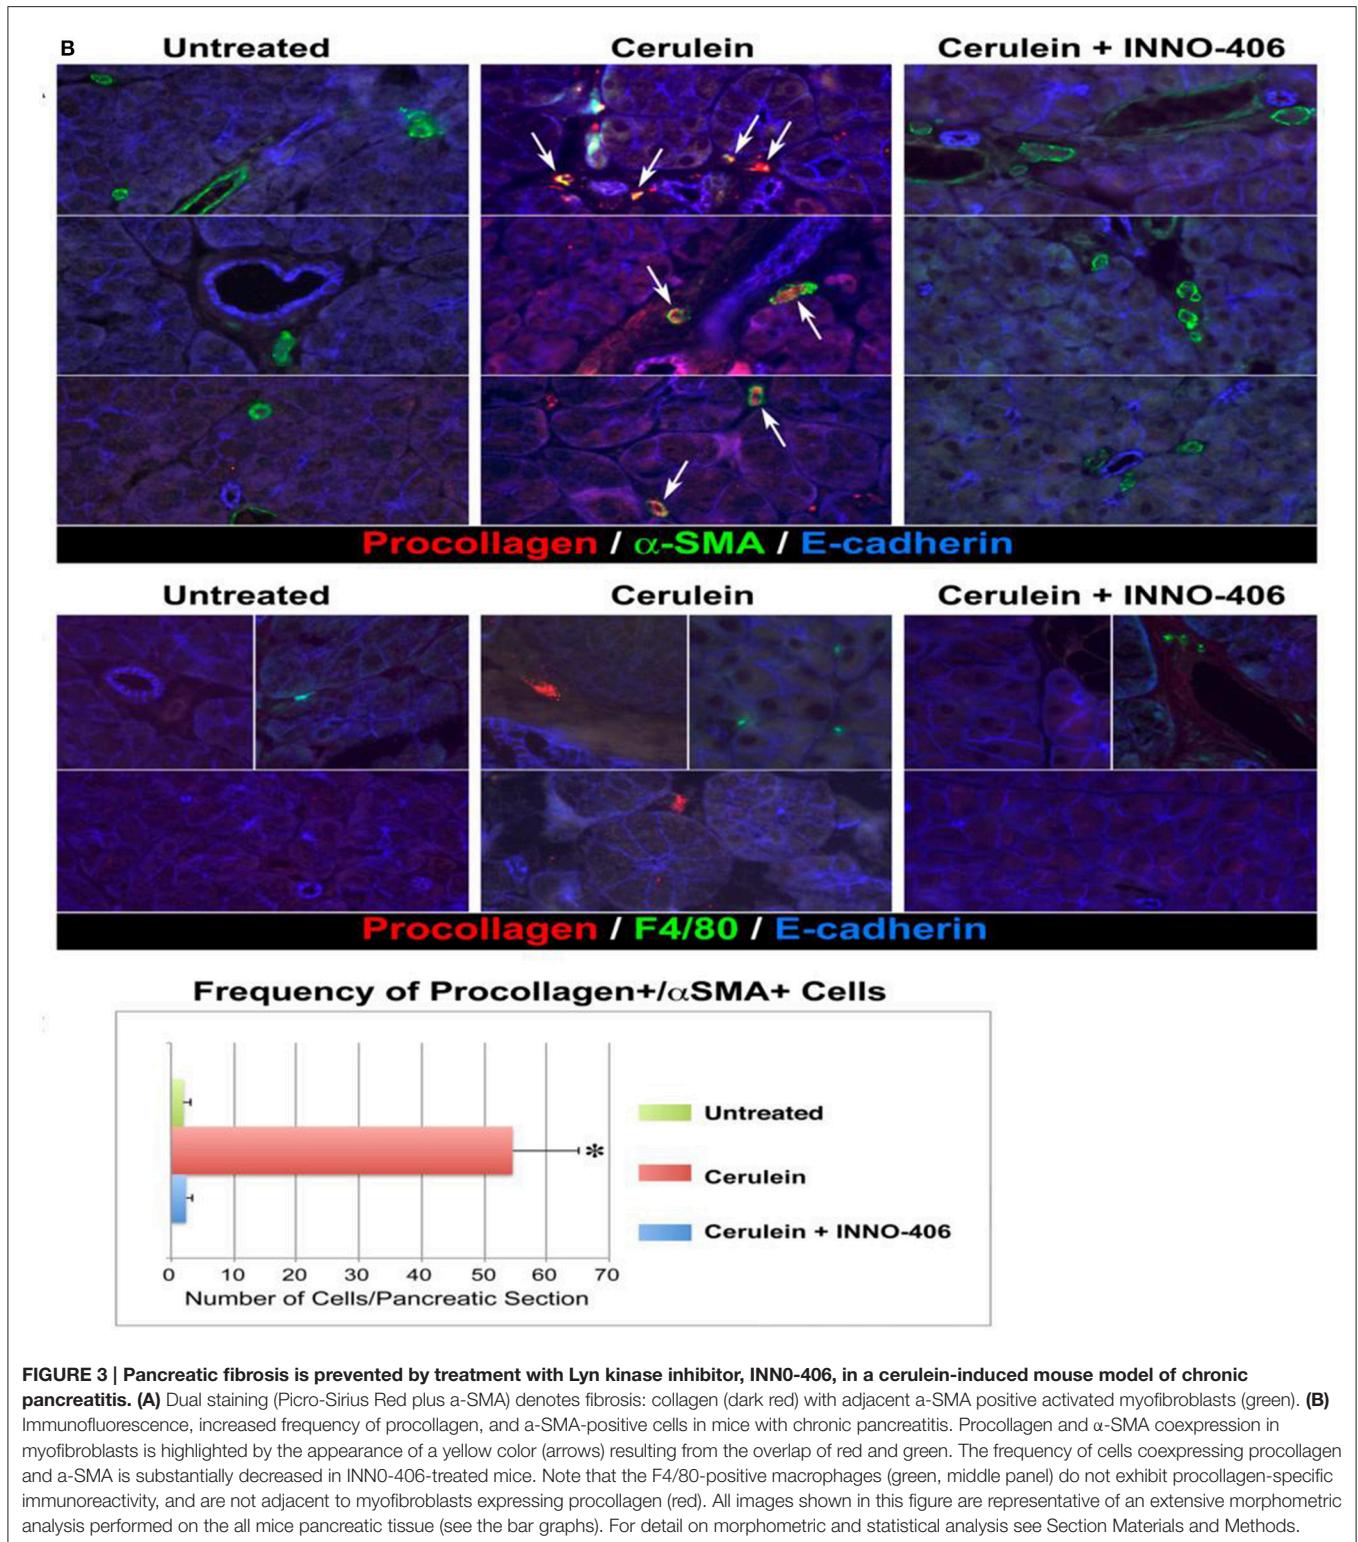 B
Untreated Cerulein Cerulein + INNO-406
Procollagen / α-SMA / E-cadherin
Untreated Cerulein Cerulein + INNO-406
Procollagen / F4/80 / E-cadherin
Frequency of Procollagen+/αSMA+ Cells
*
Untreated
Cerulein
Cerulein + INNO-406
0 10 20 30 40 50 60 70
Number of Cells/Pancreatic Section
FIGURE 3 | Pancreatic fibrosis is prevented by treatment with Lyn kinase inhibitor, INN0-406, in a cerulein-induced mouse model of chronic
pancreatitis. (A) Dual staining (Picro-Sirius Red plus a-SMA) denotes fibrosis: collagen (dark red) with adjacent a-SMA positive activated myofibroblasts (green). (B)
Immunofluorescence, increased frequency of procollagen, and a-SMA-positive cells in mice with chronic pancreatitis. Procollagen and α-SMA coexpression in
myofibroblasts is highlighted by the appearance of a yellow color (arrows) resulting from the overlap of red and green. The frequency of cells coexpressing procollagen
and a-SMA is substantially decreased in INN0-406-treated mice. Note that the F4/80-positive macrophages (green, middle panel) do not exhibit procollagen-specific
immunoreactivity, and are not adjacent to myofibroblasts expressing procollagen (red). All images shown in this figure are representative of an extensive morphometric
analysis performed on the all mice pancreatic tissue (see the bar graphs). For detail on morphometric and statistical analysis see Section Materials and Methods.